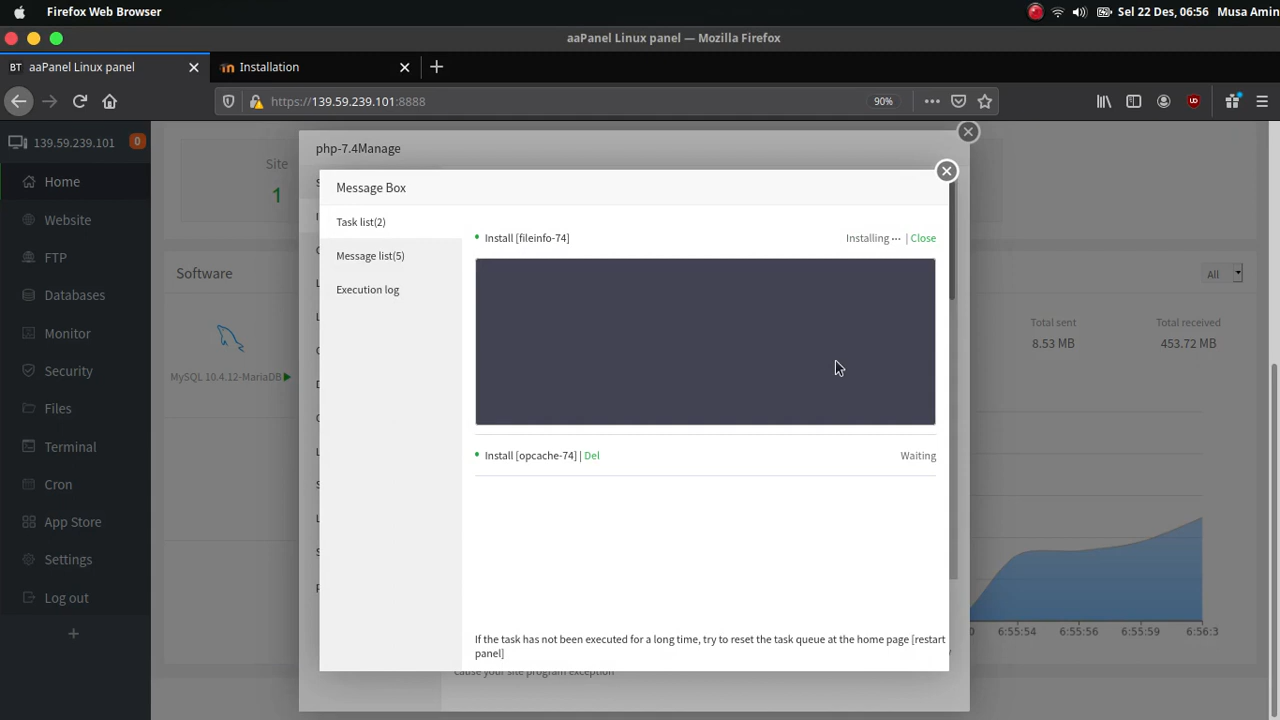 Firefox Web Browser
Sel 22 Des, 06:56 Musa Amin
aaPanel Linux panel — Mozilla Firefox
BT aaPanel Linux panel
Installation
https://139.59.239.101:8888
90%
139.59.239.101 0
Home
Website
FTP
Databases
Monitor
Security
Files
Terminal
Cron
App Store
Settings
Log out
Site
1
Software
All
MySQL 10.4.12-MariaDB
Total sent
8.53 MB
Total received
453.72 MB
6:55:54 6:55:56 6:55:59 6:56:3
php-7.4Manage
Message Box
Task list(2)
Message list(5)
Execution log
Install [fileinfo-74]
Installing ··· | Close
Install [opcache-74] | Del
Waiting
If the task has not been executed for a long time, try to reset the task queue at the home page [restart
panel]
cause your site program exception